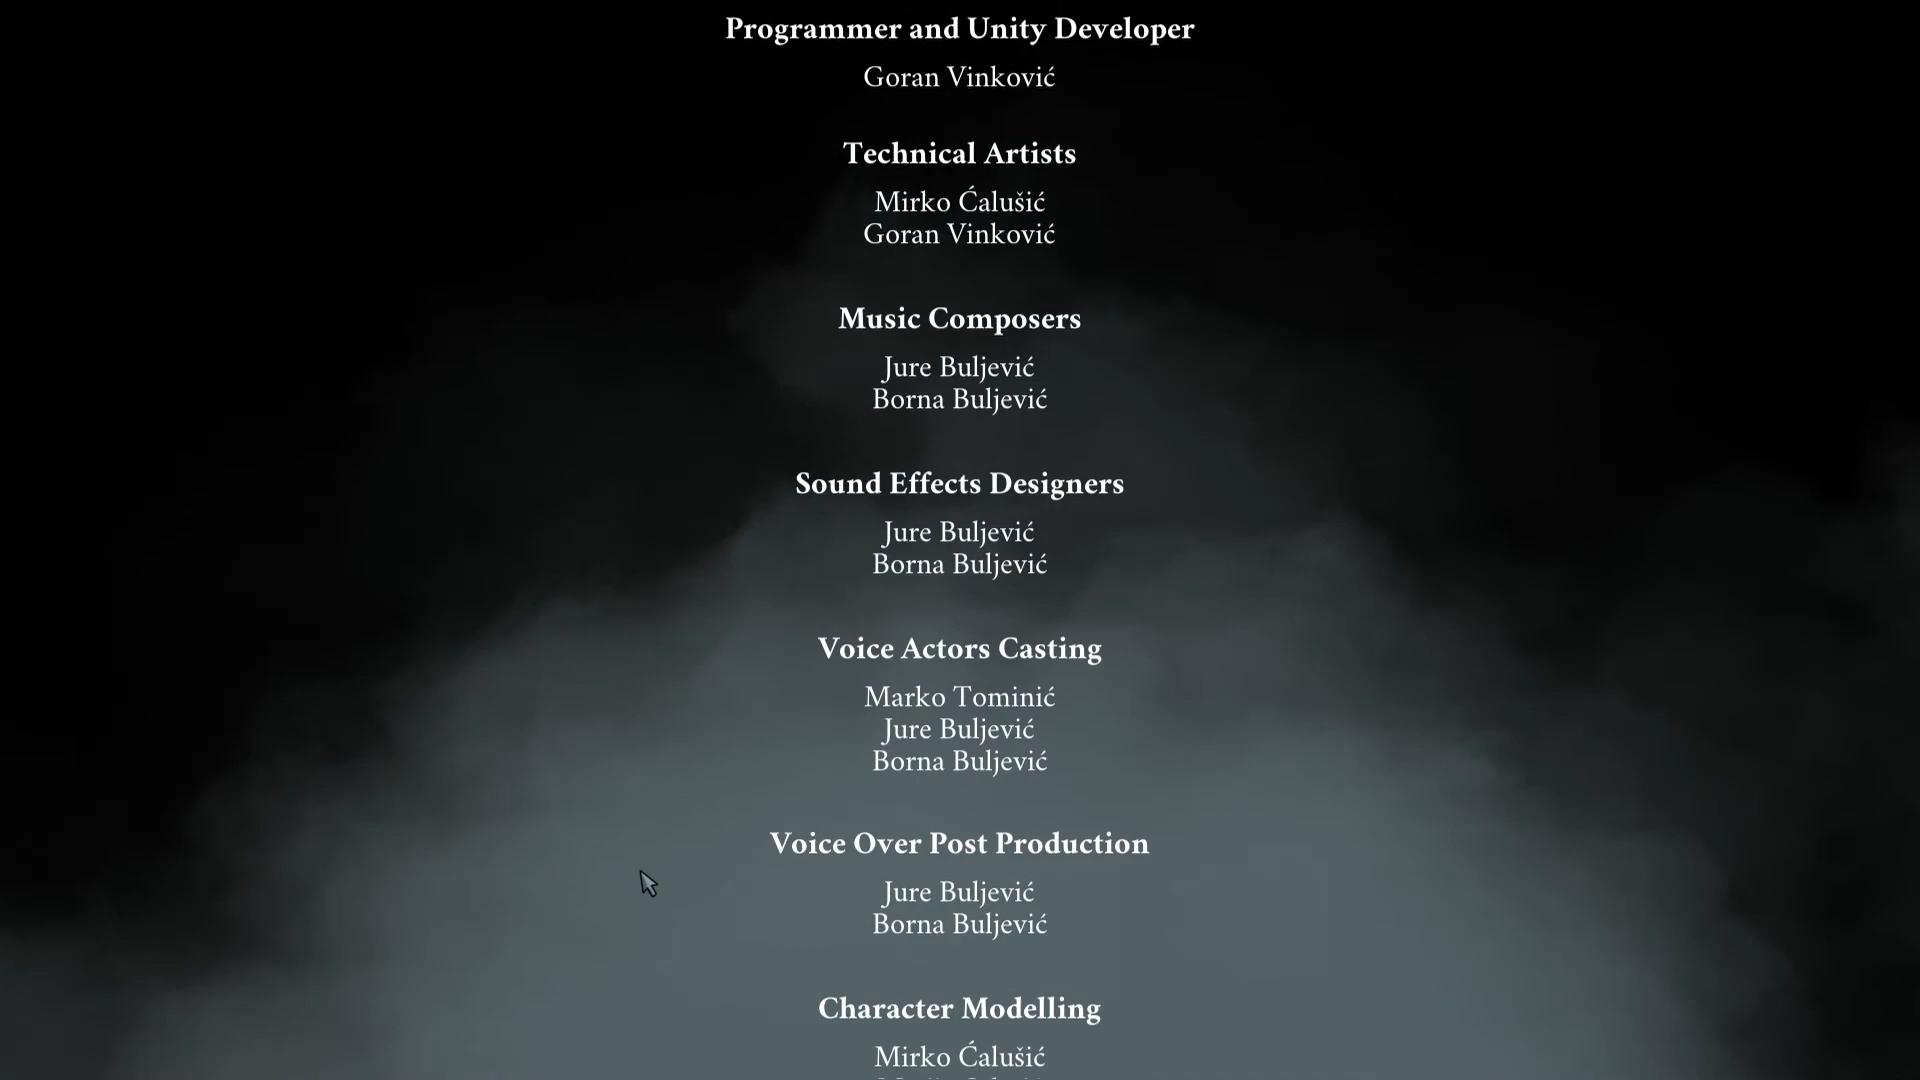 Programmer and Unity Developer
Goran Vinković
Technical Artists
Mirko Ćalušić
Goran Vinković
Music Composers
Jure Buljević
Borna Buljević
Sound Effects Designers
Jure Buljević
Borna Buljević
Voice Actors Casting
Marko Tominić
Jure Buljević
Borna Buljević
Voice Over Post Production
Jure Buljević
Borna Buljević
Character Modelling
Mirko Ćalušić